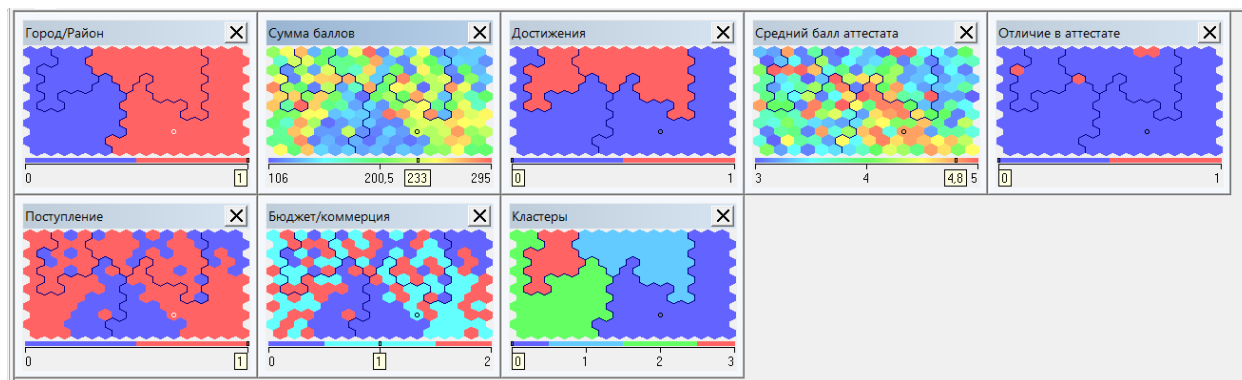 Город/Район
Сумма баллов
Достижения
Средний балл аттестата
Отличие в аттестате
0 1
106 200,5 233 295
0 1
3 4 4,8 5
0 1
Поступление
Бюджет/коммерция
Кластеры
0 1
0 1 2
0 1 2 3